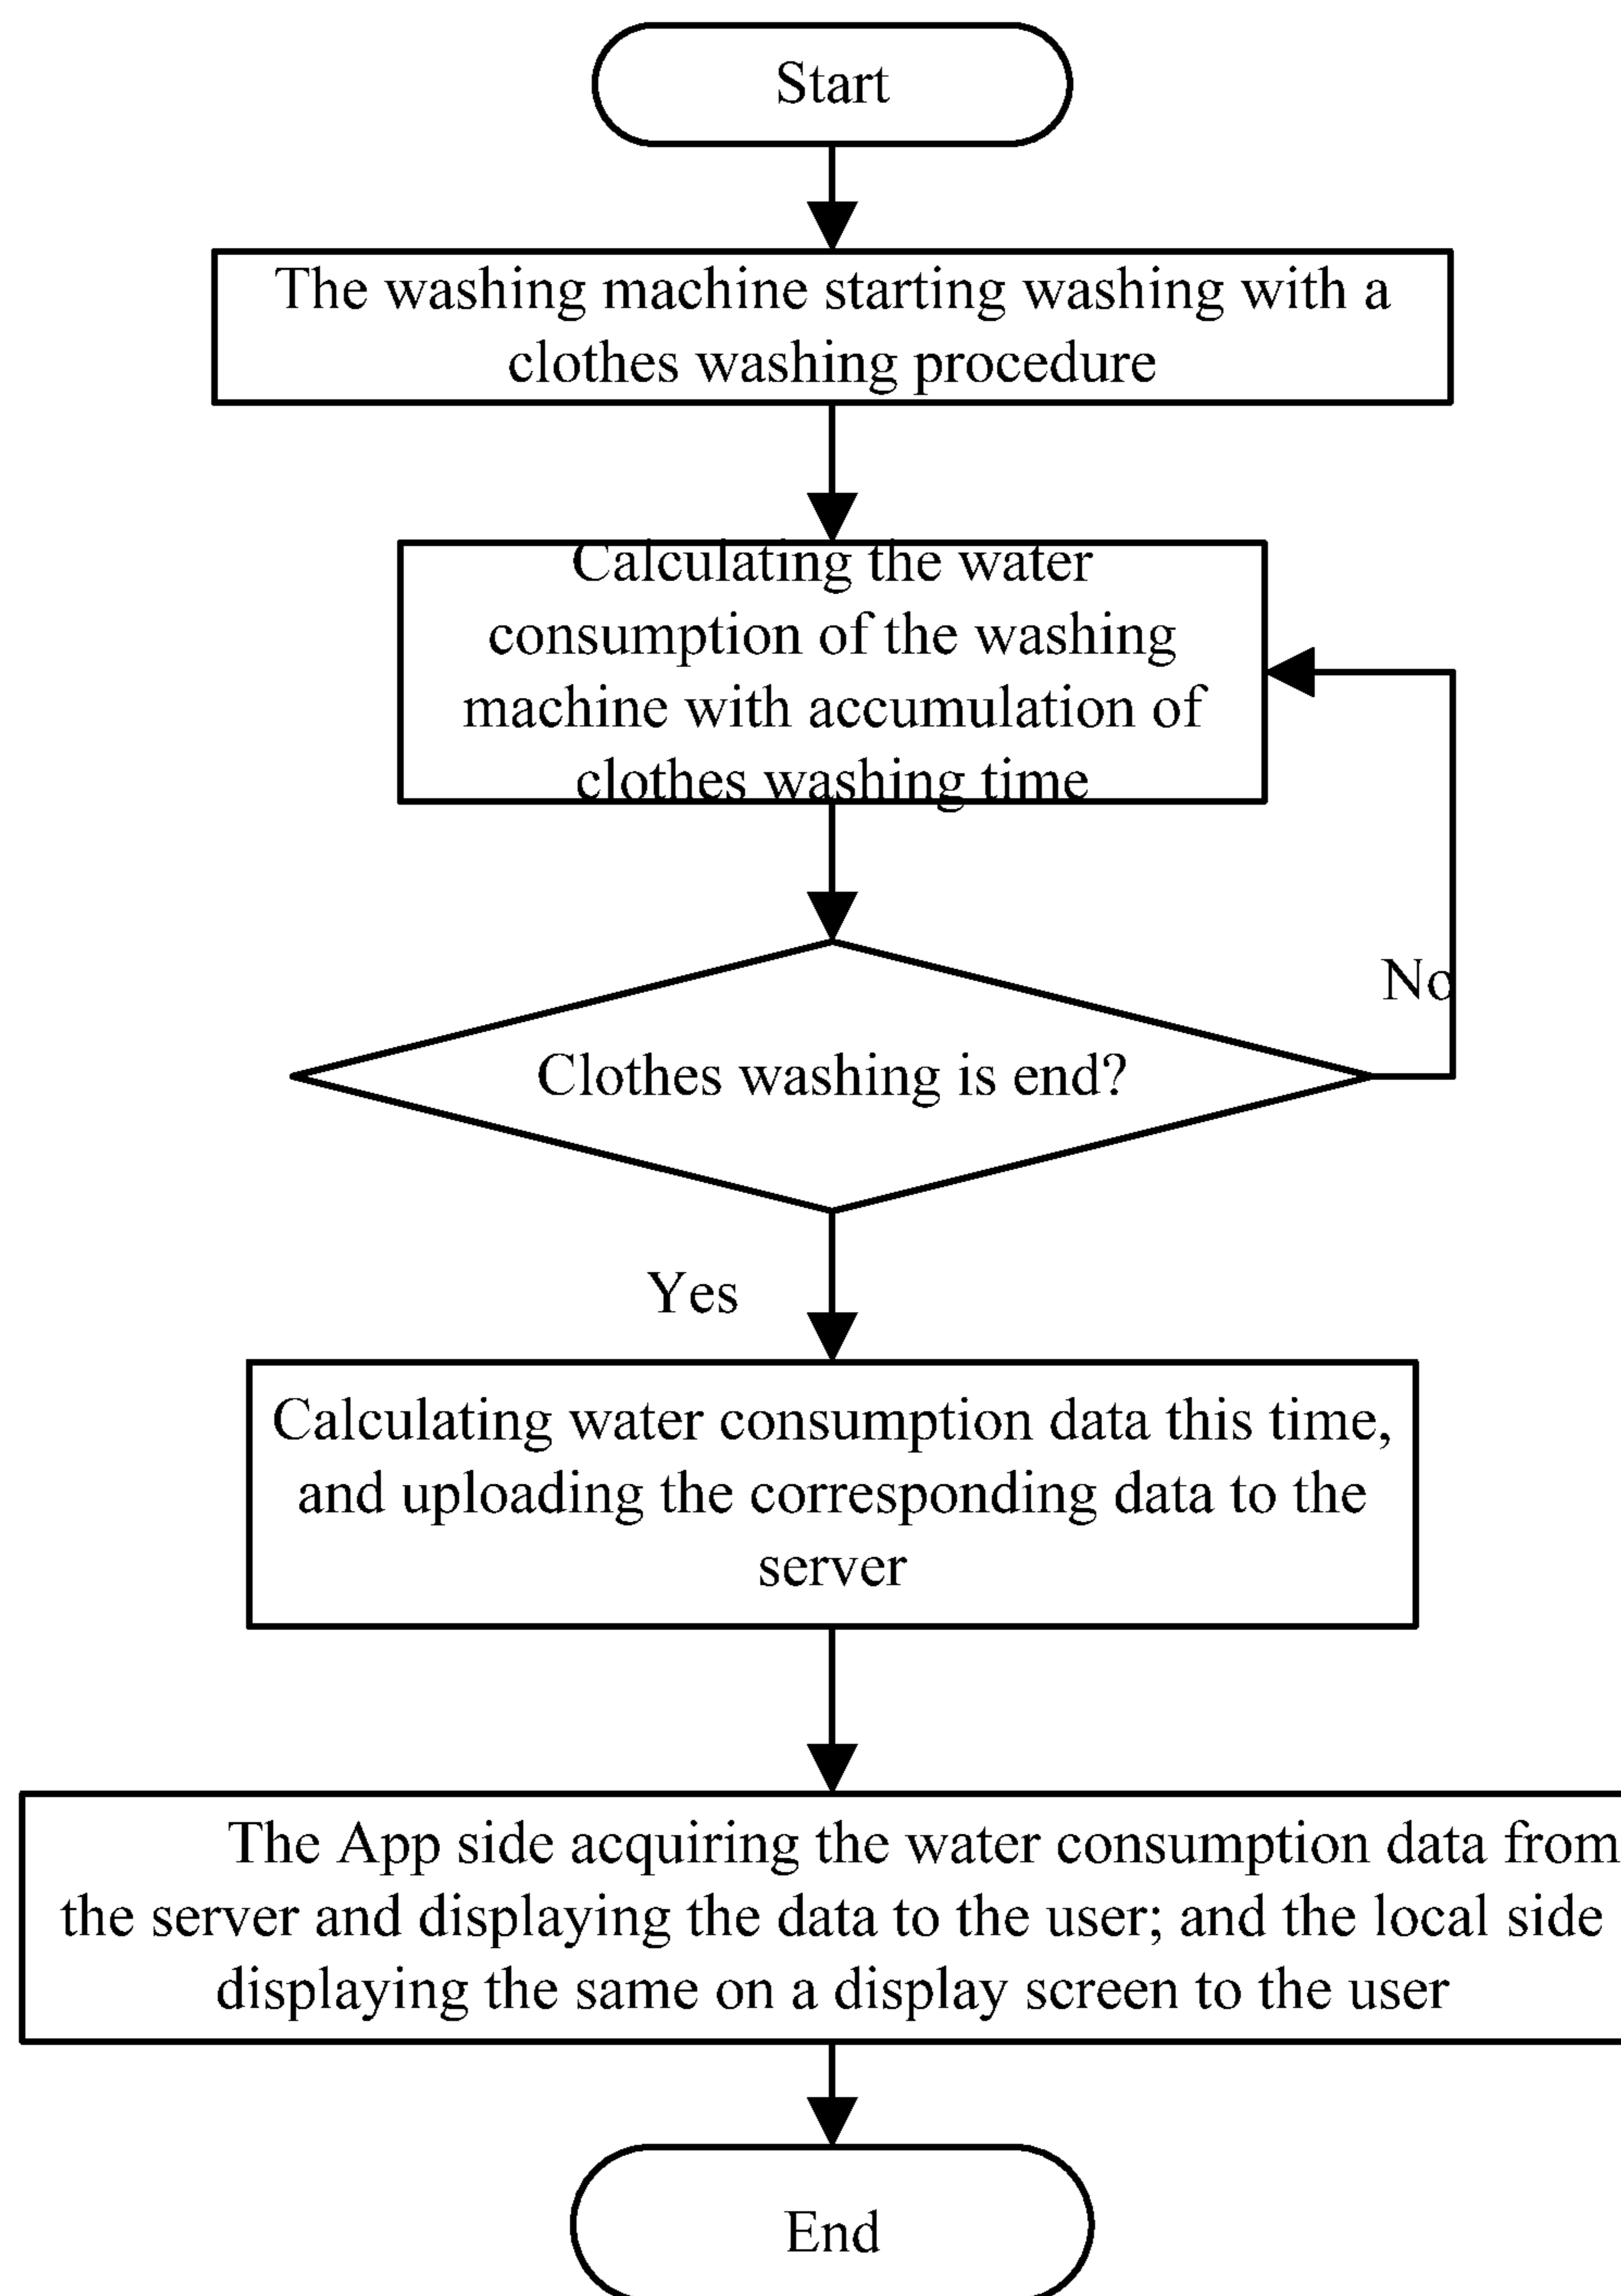 Start
The washing machine starting washing with a
clothes washing procedure
Calculating the water
consumption of the washing
machine with accumulation of
clothes washing time
No
Clothes washing is end?
Yes
Calculating water consumption data this time,
and uploading the corresponding data to the
server
The App side acquiring the water consumption data from
the server and displaying the data to the user; and the local side
displaying the same on a display screen to the user
End